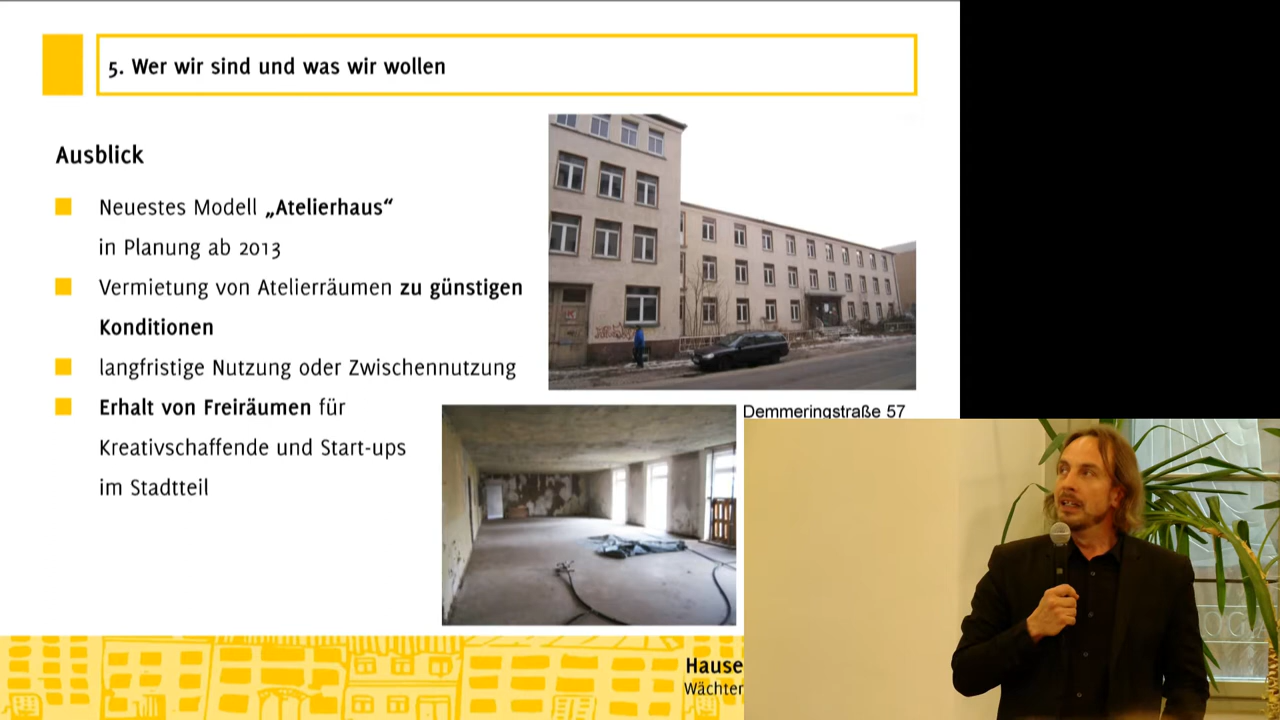 5. Wer wir sind und was wir wollen
Ausblick
Neuestes Modell „Atelierhaus“
in Planung ab 2013
Vermietung von Atelierräumen zu günstigen
Konditionen
langfristige Nutzung oder Zwischennutzung
Erhalt von Freiräumen für
Kreativschaffende und Start-ups
im Stadtteil
Demmeringstraße 57
Hause
Wächter